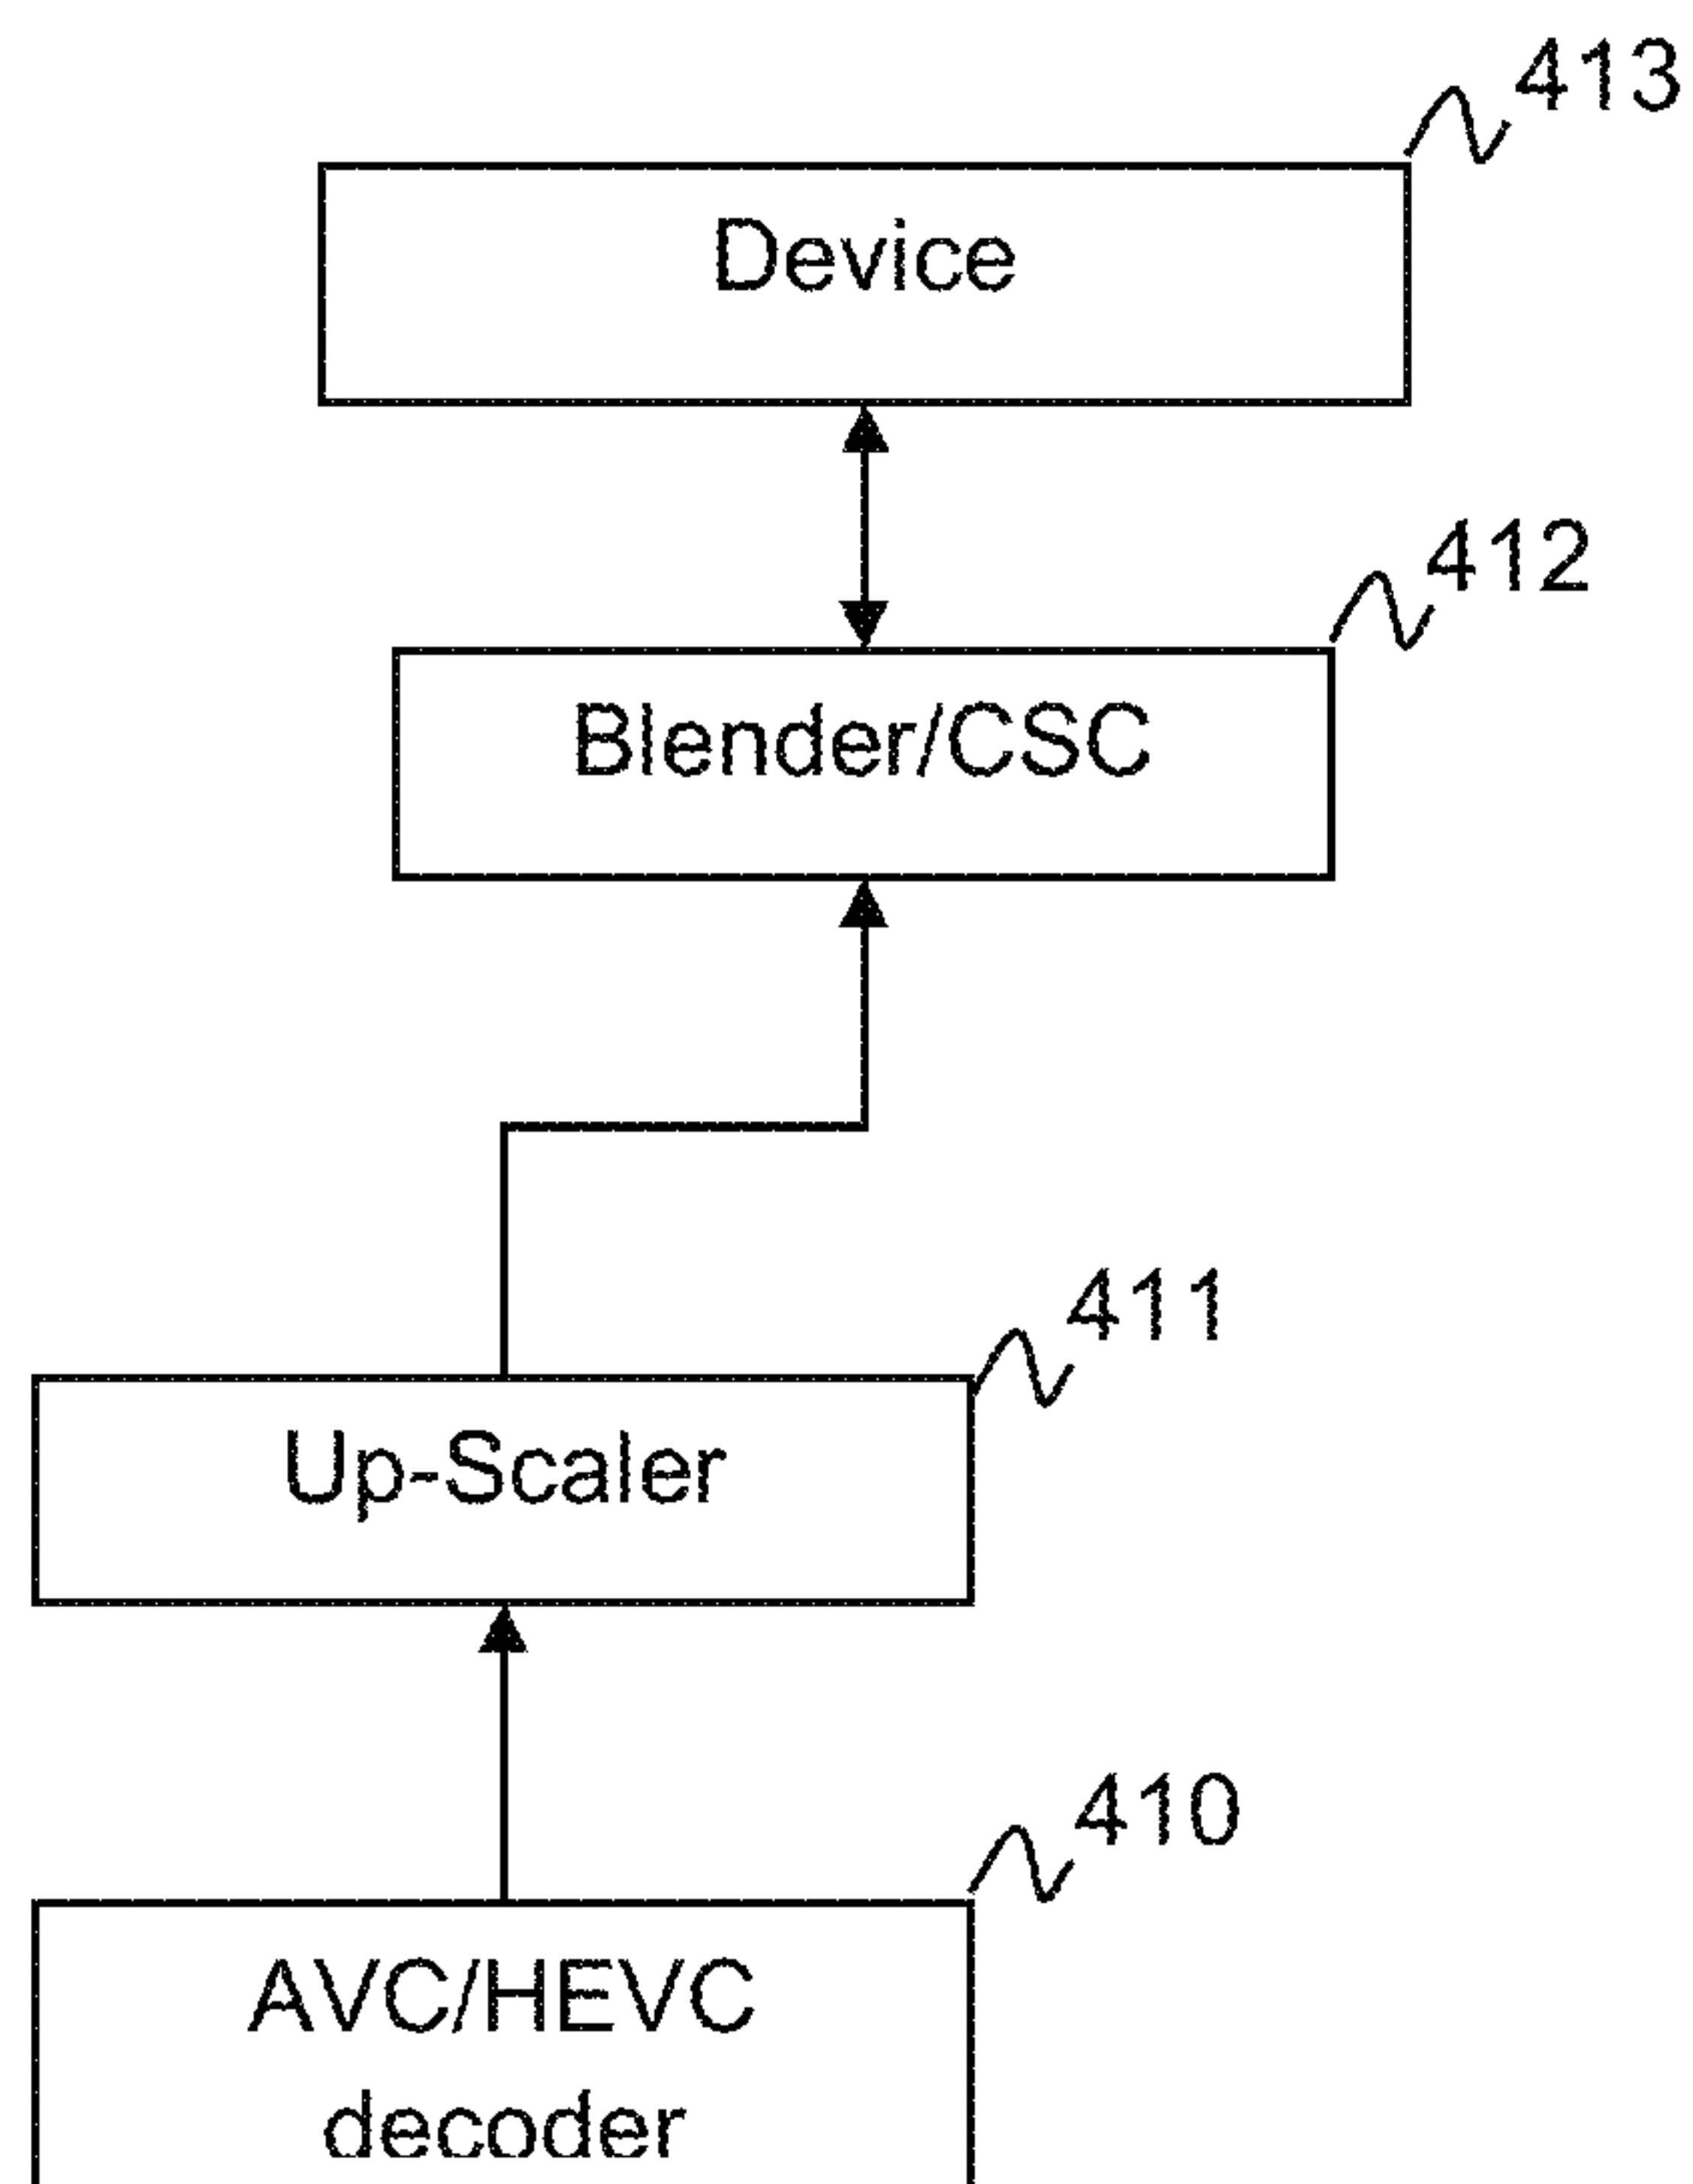 413
Device
412
Blender/CSC
411
Up-Scaler
410
AVC/HEVC
decoder